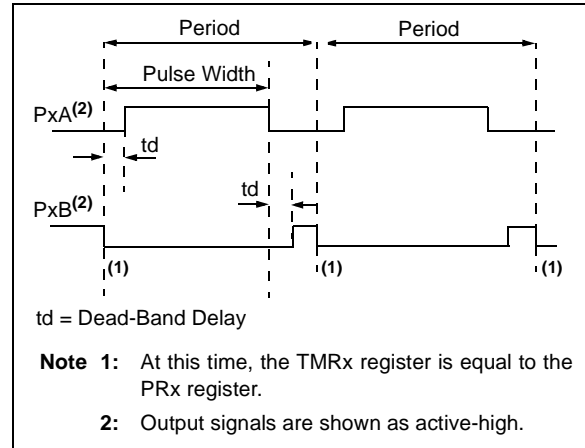 Period Period
Pulse Width
PxA(2)
td
td
PxB(2)
(1) (1) (1)
td = Dead-Band Delay
Note 1: At this time, the TMRx register is equal to the
PRx register.
2: Output signals are shown as active-high.